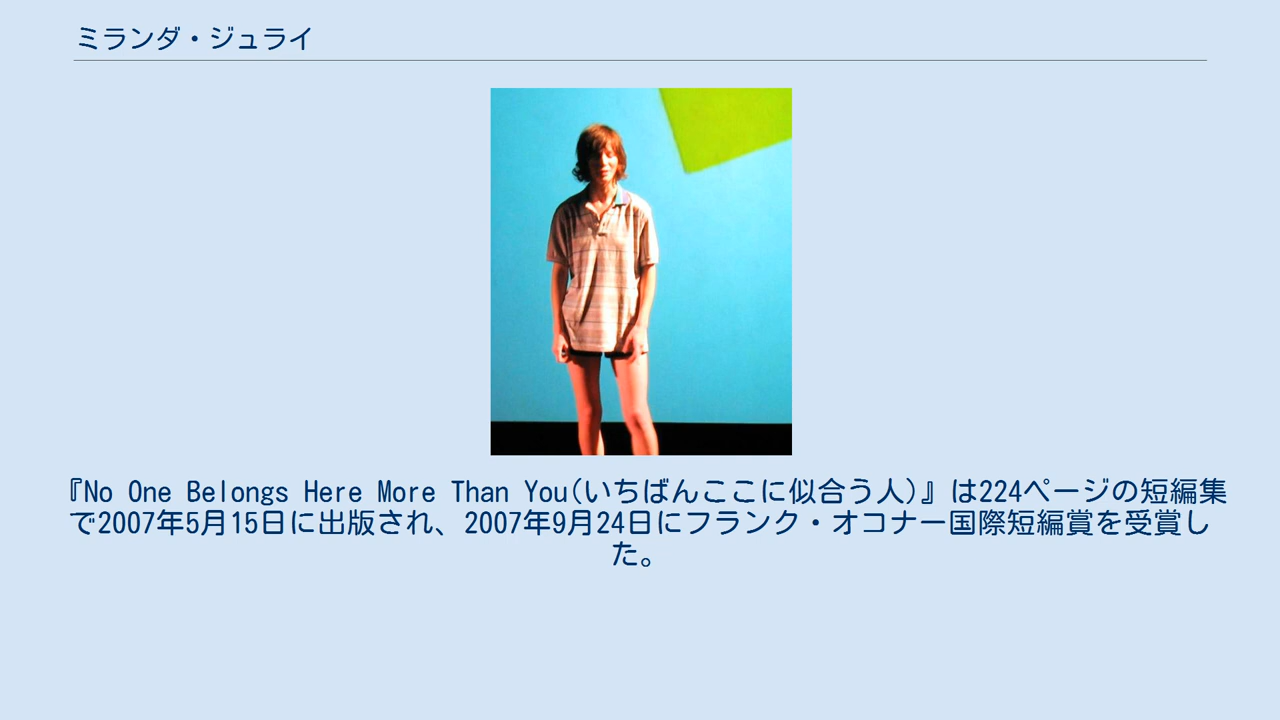 ミランダ・ジュライ
『No One Belongs Here More Than You(いちばんここに似合う人)』は224ページの短編集
で2007年5月15日に出版され、2007年9月24日にフランク・オコナー国際短編賞を受賞し
た。